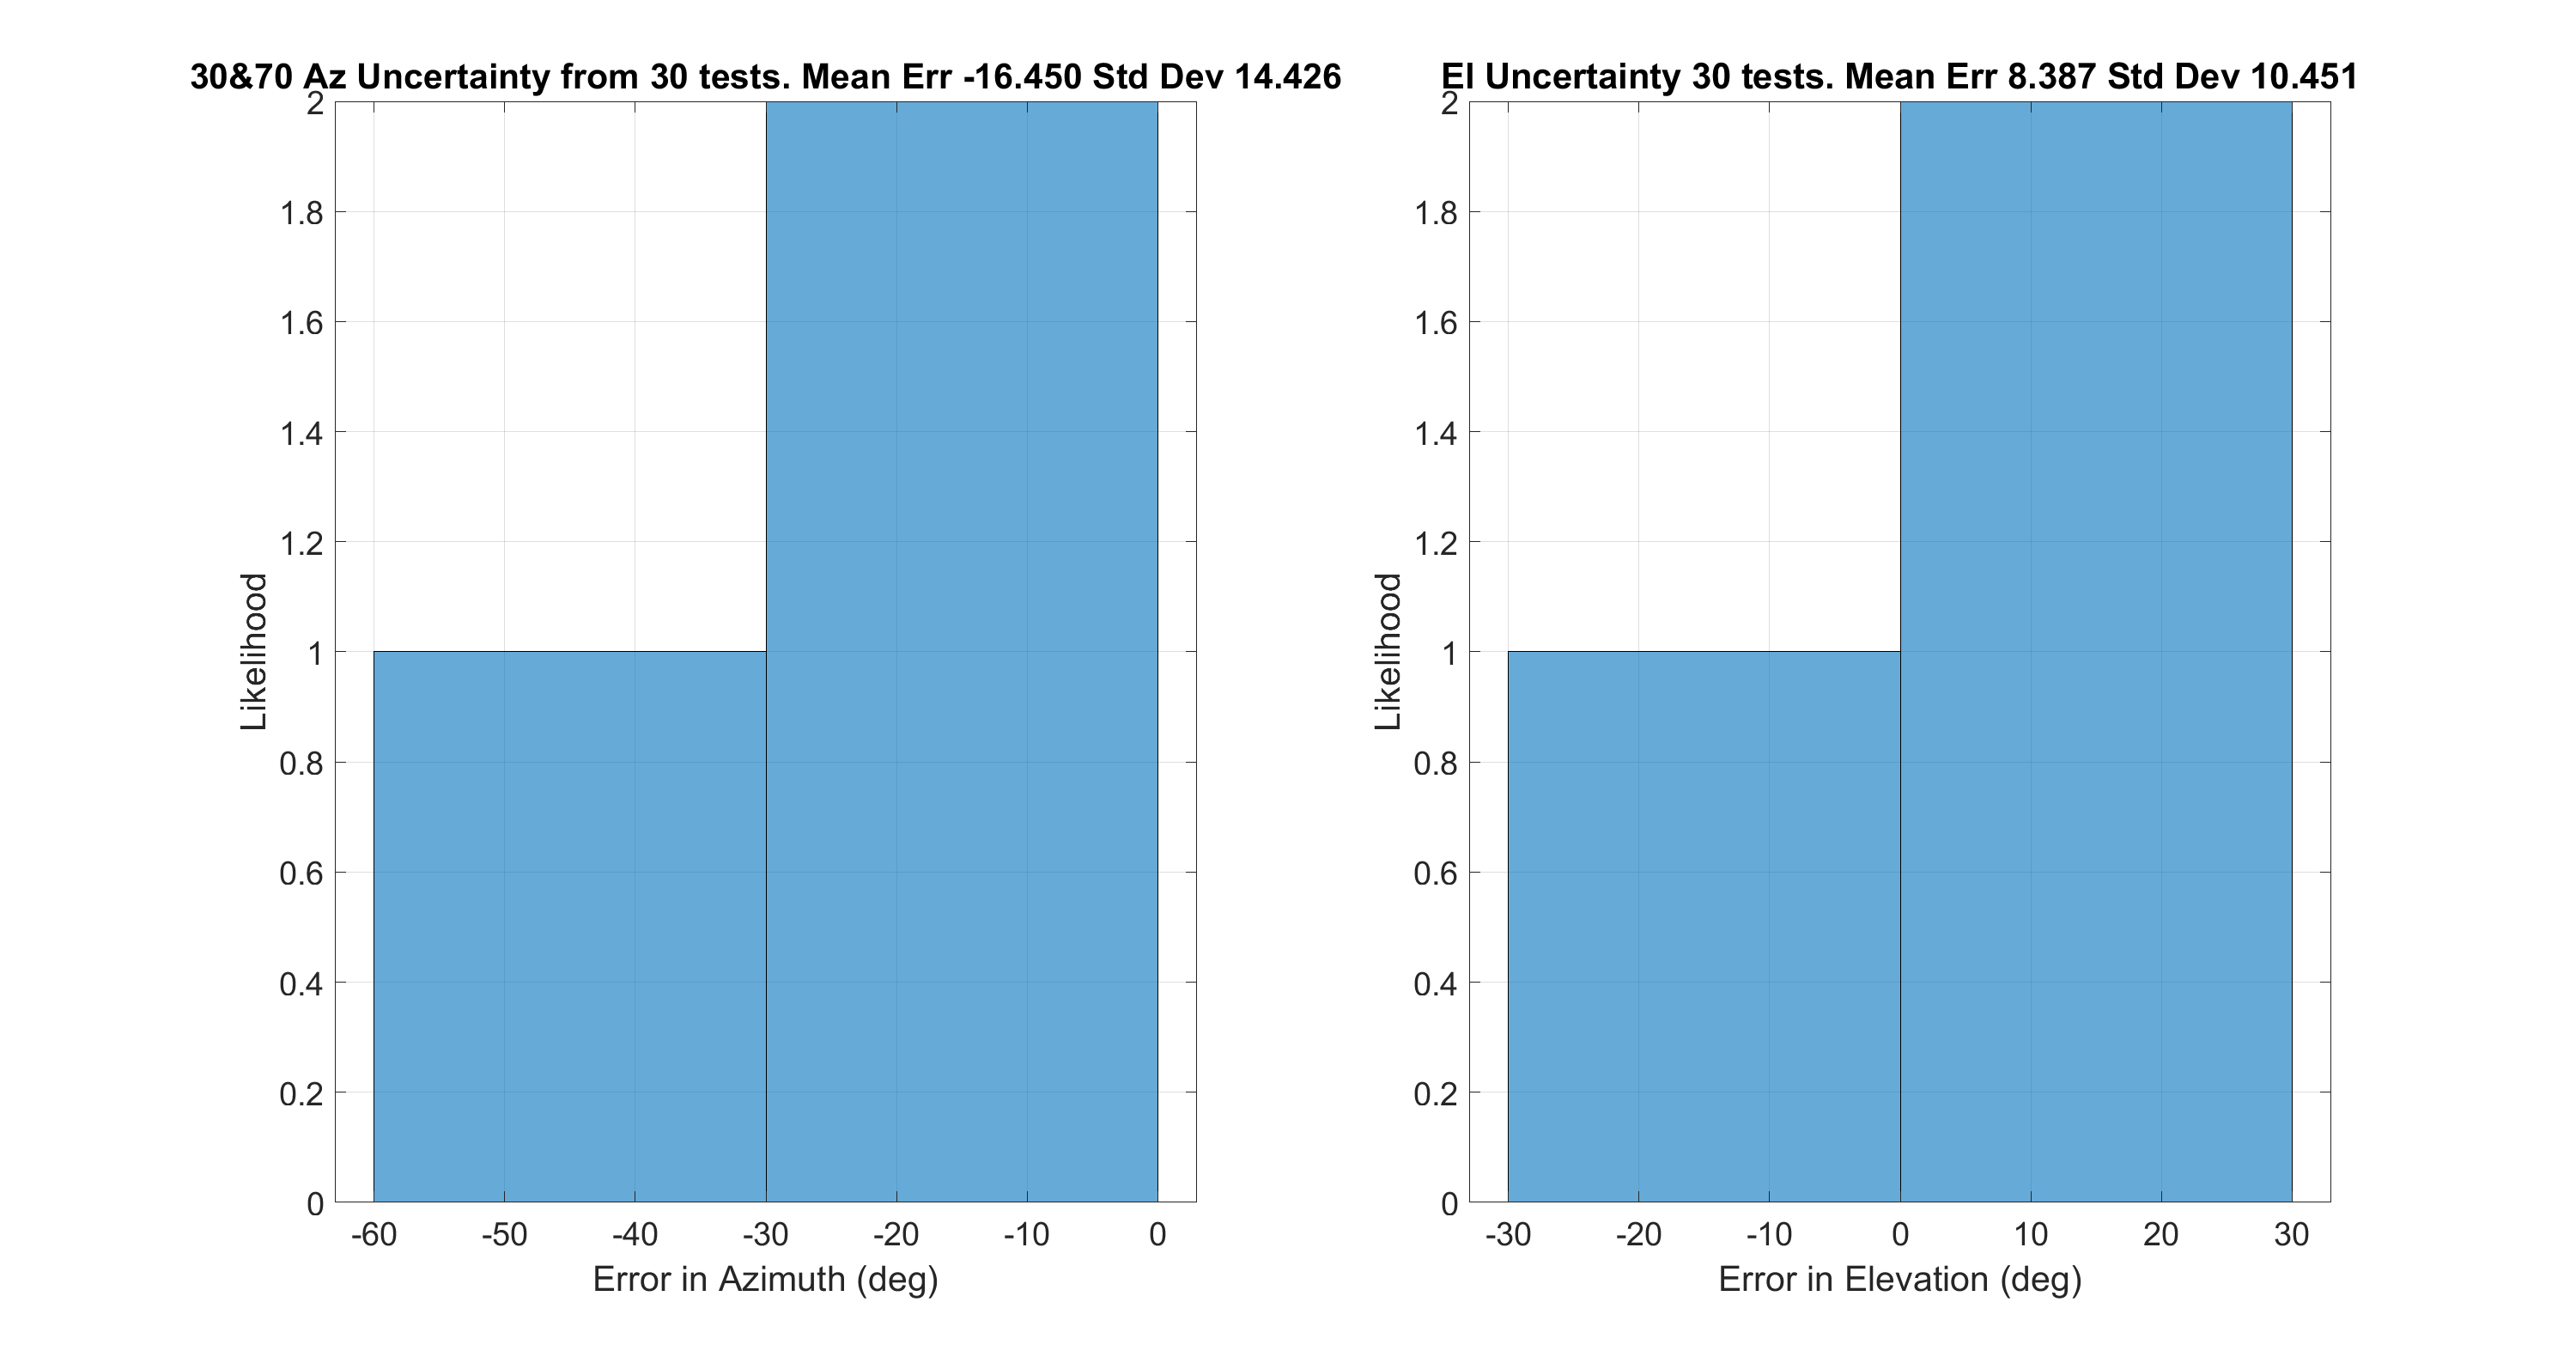 30&70 Az Uncertainty from 30 tests. Mean Err -16.450 Std Dev 14.426
2
1.8
1.6
1.4
1.2
1
0.8
0.6
0.4
0.2
0
Likelihood
-60 -50 -40 -30 -20 -10 0
Error in Azimuth (deg)
El Uncertainty 30 tests. Mean Err 8.387 Std Dev 10.451
2
1.8
1.6
1.4
1.2
1
0.8
0.6
0.4
0.2
0
Likelihood
-30 -20 -10 0 10 20 30
Error in Elevation (deg)